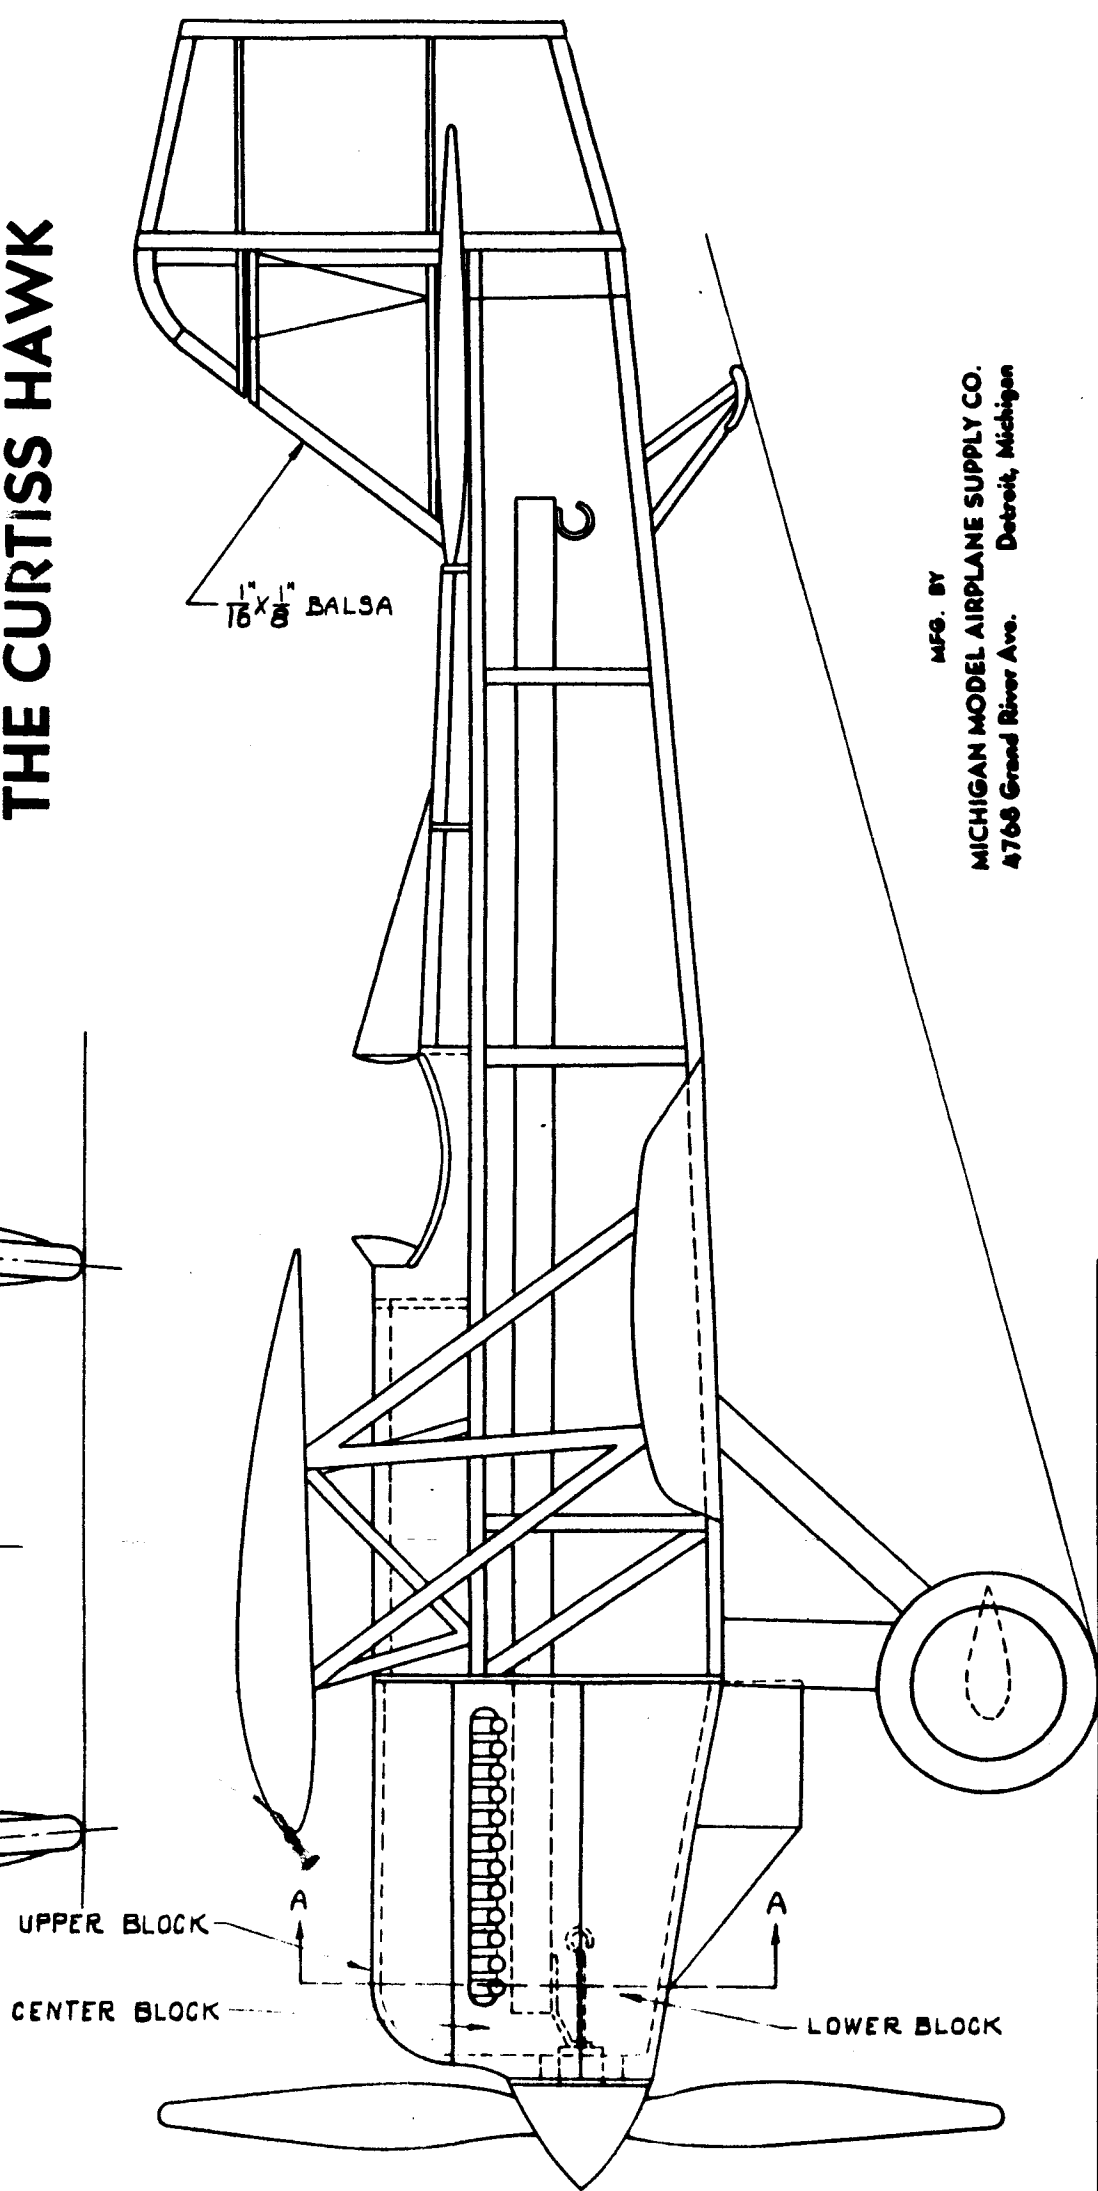 THE CURTISS HAWK
1/16" X 1/8" BALSA
MFG. BY
MICHIGAN MODEL AIRPLANE SUPPLY CO.
4768 Grand River Ave. Detroit, Michigan
A A
UPPER BLOCK
CENTER BLOCK
LOWER BLOCK